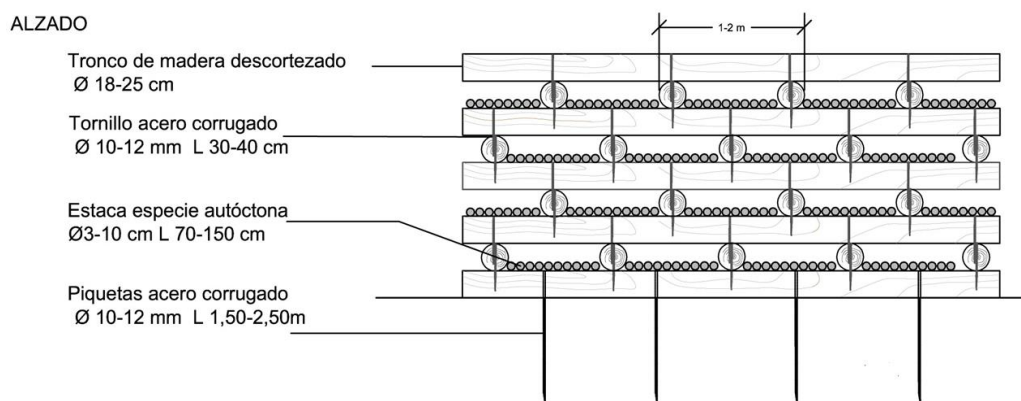 ALZADO
1-2 m
Tronco de madera descortezado
Ø 18-25 cm
Tornillo acero corrugado
Ø 10-12 mm L 30-40 cm
Estaca especie autóctona
Ø3-10 cm L 70-150 cm
Piquetas acero corrugado
Ø 10-12 mm L 1,50-2,50m